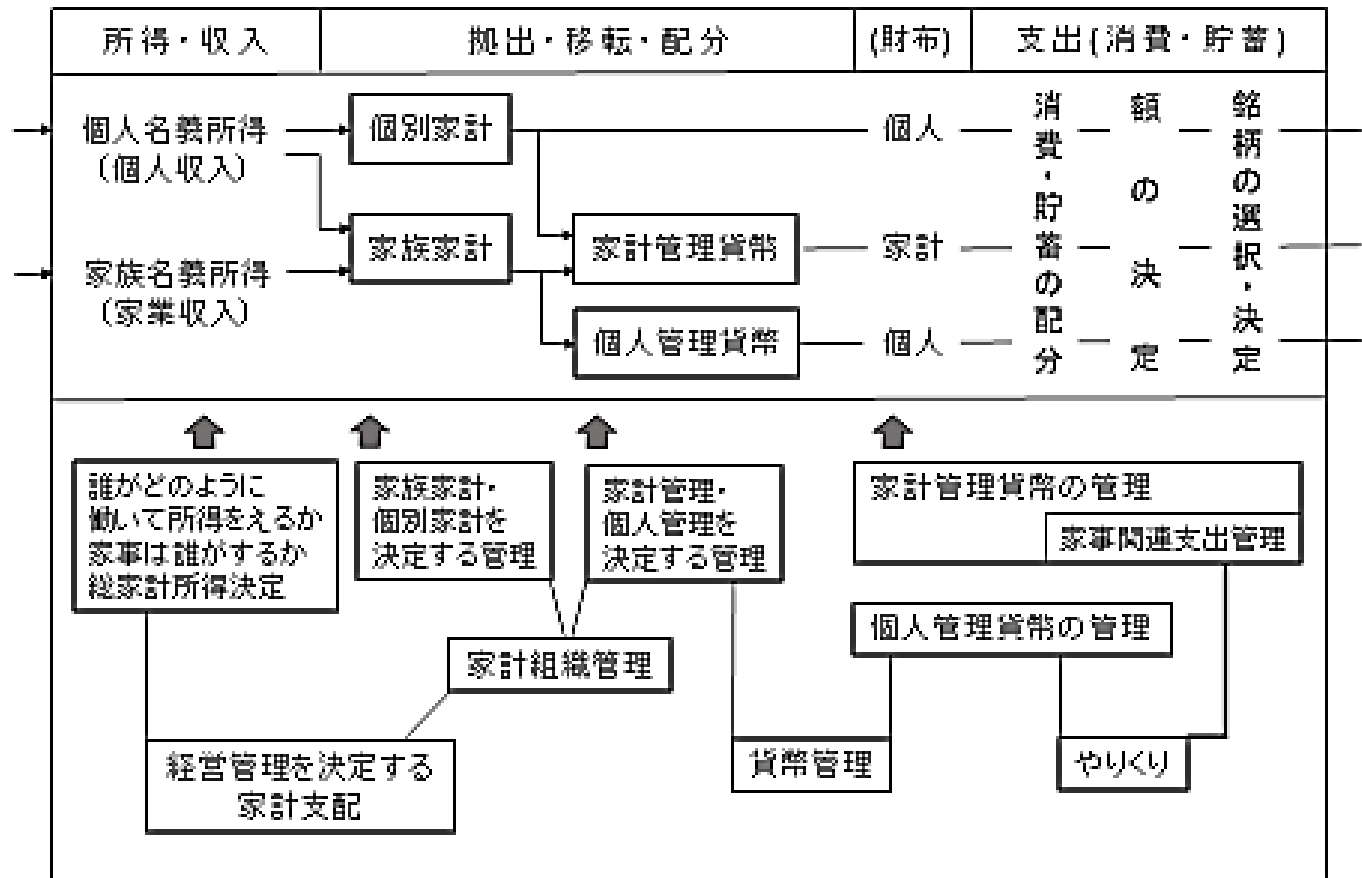 所得・収入
拠出・移転・配分
(財布)
支出(消費・貯蓄)
個人名義所得
(個人収入)
個別家計
個人
家族家計
家計管理貨幣
家計
家族名義所得
(家業収入)
個人管理貨幣
個人
消費・貯蓄の配分
額の決定
銘柄の選択・決定
誰がどのように
働いて所得をえるか
家事は誰がするか
総家計所得決定
家族家計・
個別家計を
決定する管理
家計管理・
個人管理を
決定する管理
家計管理貨幣の管理
家事関連支出管理
個人管理貨幣の管理
家計組織管理
経営管理を決定する
家計支配
貨幣管理
やりくり